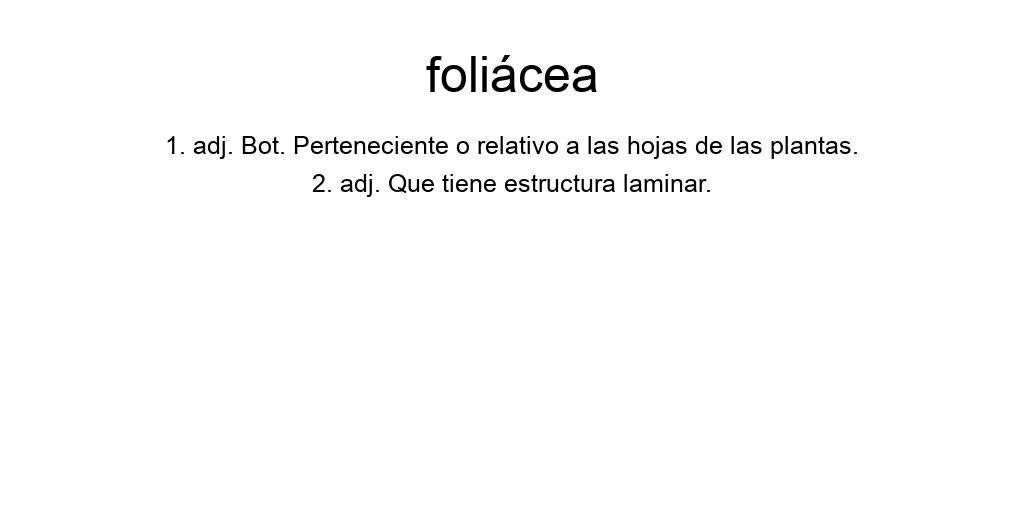 foliácea
1. adj. Bot. Perteneciente o relativo a las hojas de las plantas.
2. adj. Que tiene estructura laminar.